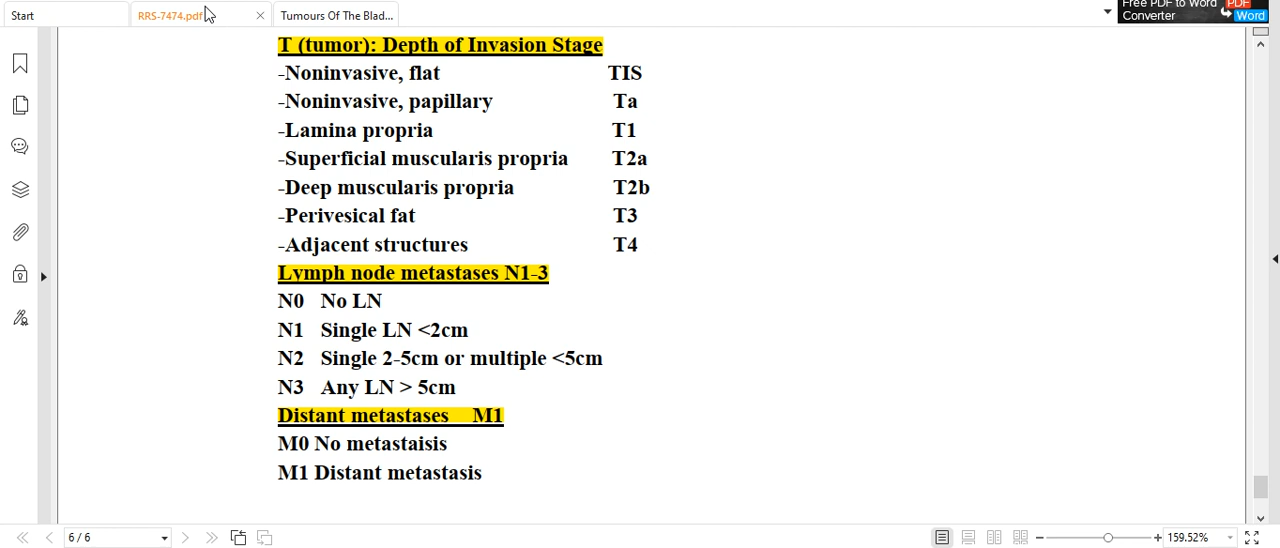 Start
RRS-7474.pdf
Tumours Of The Blad...
Free PDF to Word
Converter
PDF
Word
T (tumor): Depth of Invasion Stage
-Noninvasive, flat TIS
-Noninvasive, papillary Ta
-Lamina propria T1
-Superficial muscularis propria T2a
-Deep muscularis propria T2b
-Perivesical fat T3
-Adjacent structures T4
Lymph node metastases N1-3
N0 No LN
N1 Single LN <2cm
N2 Single 2-5cm or multiple <5cm
N3 Any LN > 5cm
Distant metastases M1
M0 No metastaisis
M1 Distant metastasis
6 / 6
159.52%